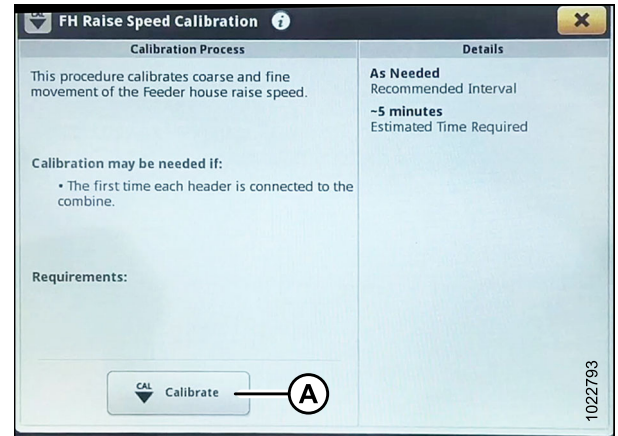 CAL
FH Raise Speed Calibration i
Calibration Process
This procedure calibrates coarse and fine
movement of the Feeder house raise speed.
Calibration may be needed if:
• The first time each header is connected to the
combine.
Requirements:
CAL
Calibrate
A
Details
As Needed
Recommended Interval
~5 minutes
Estimated Time Required
1022793